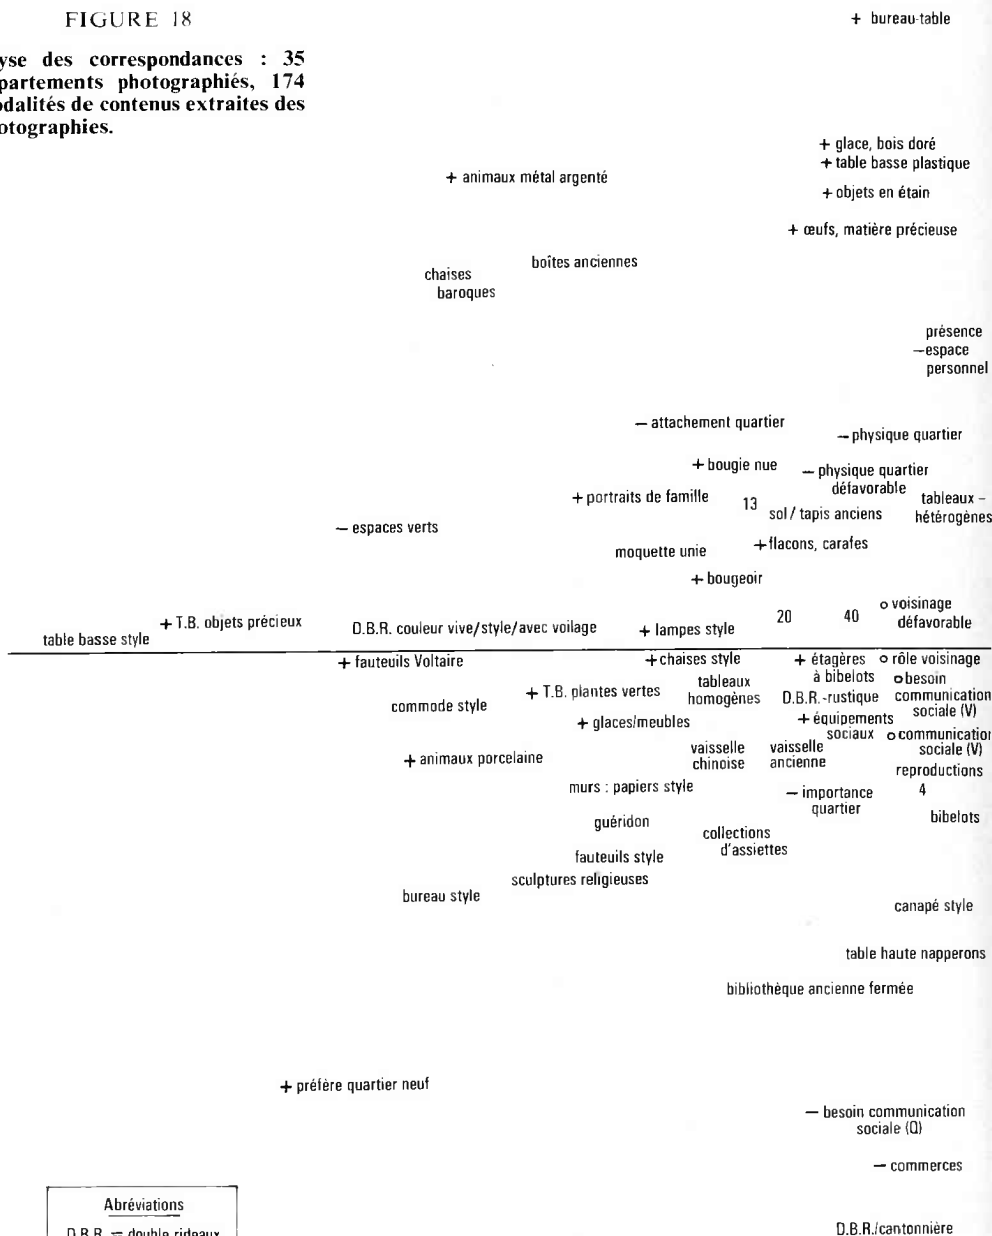 FIGURE 18
+ bureau-table
yse des correspondances : 35
partements photographiés, 174
odalités de contenus extraites des
otographies.
+ glace, bois doré
+ table basse plastique
+ animaux métal argenté
+ objets en étain
+ œufs, matière précieuse
boîtes anciennes
chaises
baroques
présence
—espace
personnel
— attachement quartier
— physique quartier
+ bougie nue
— physique quartier
défavorable
+ portraits de famille
13
tableaux –
hétérogènes
sol / tapis anciens
— espaces verts
+flacons, carafes
moquette unie
+ bougeoir
o voisinage
défavorable
20
40
+ T.B. objets précieux
D.B.R. couleur vive/style/avec voilage
+ lampes style
table basse style
+ fauteuils Voltaire
+chaises style
+ étagères
à bibelots
o rôle voisinage
o besoin
communication
sociale (V)
tableaux
homogènes
D.B.R.-rustique
+ T.B. plantes vertes
commode style
+ glaces/meubles
+ équipements
sociaux
o communication
sociale (V)
vaisselle
chinoise
vaisselle
ancienne
+ animaux porcelaine
reproductions
murs : papiers style
— importance
quartier
4
bibelots
guéridon
collections
d'assiettes
fauteuils style
sculptures religieuses
bureau style
canapé style
table haute napperons
bibliothèque ancienne fermée
+ préfère quartier neuf
— besoin communication
sociale (Q)
— commerces
Abréviations
D.B.R. = double rideaux
D.B.R./cantonnière